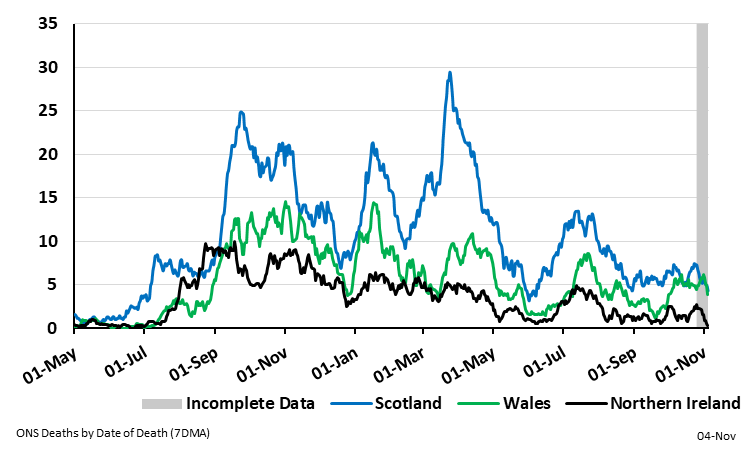 35
30
25
20
15
10
5
0
01-May
01-Jul
01-Sep
01-Nov
01-Jan
01-Mar
01-May
01-Jul
01-Sep
01-Nov
Incomplete Data Scotland Wales Northern Ireland
ONS Deaths by Date of Death (7DMA)
04-Nov